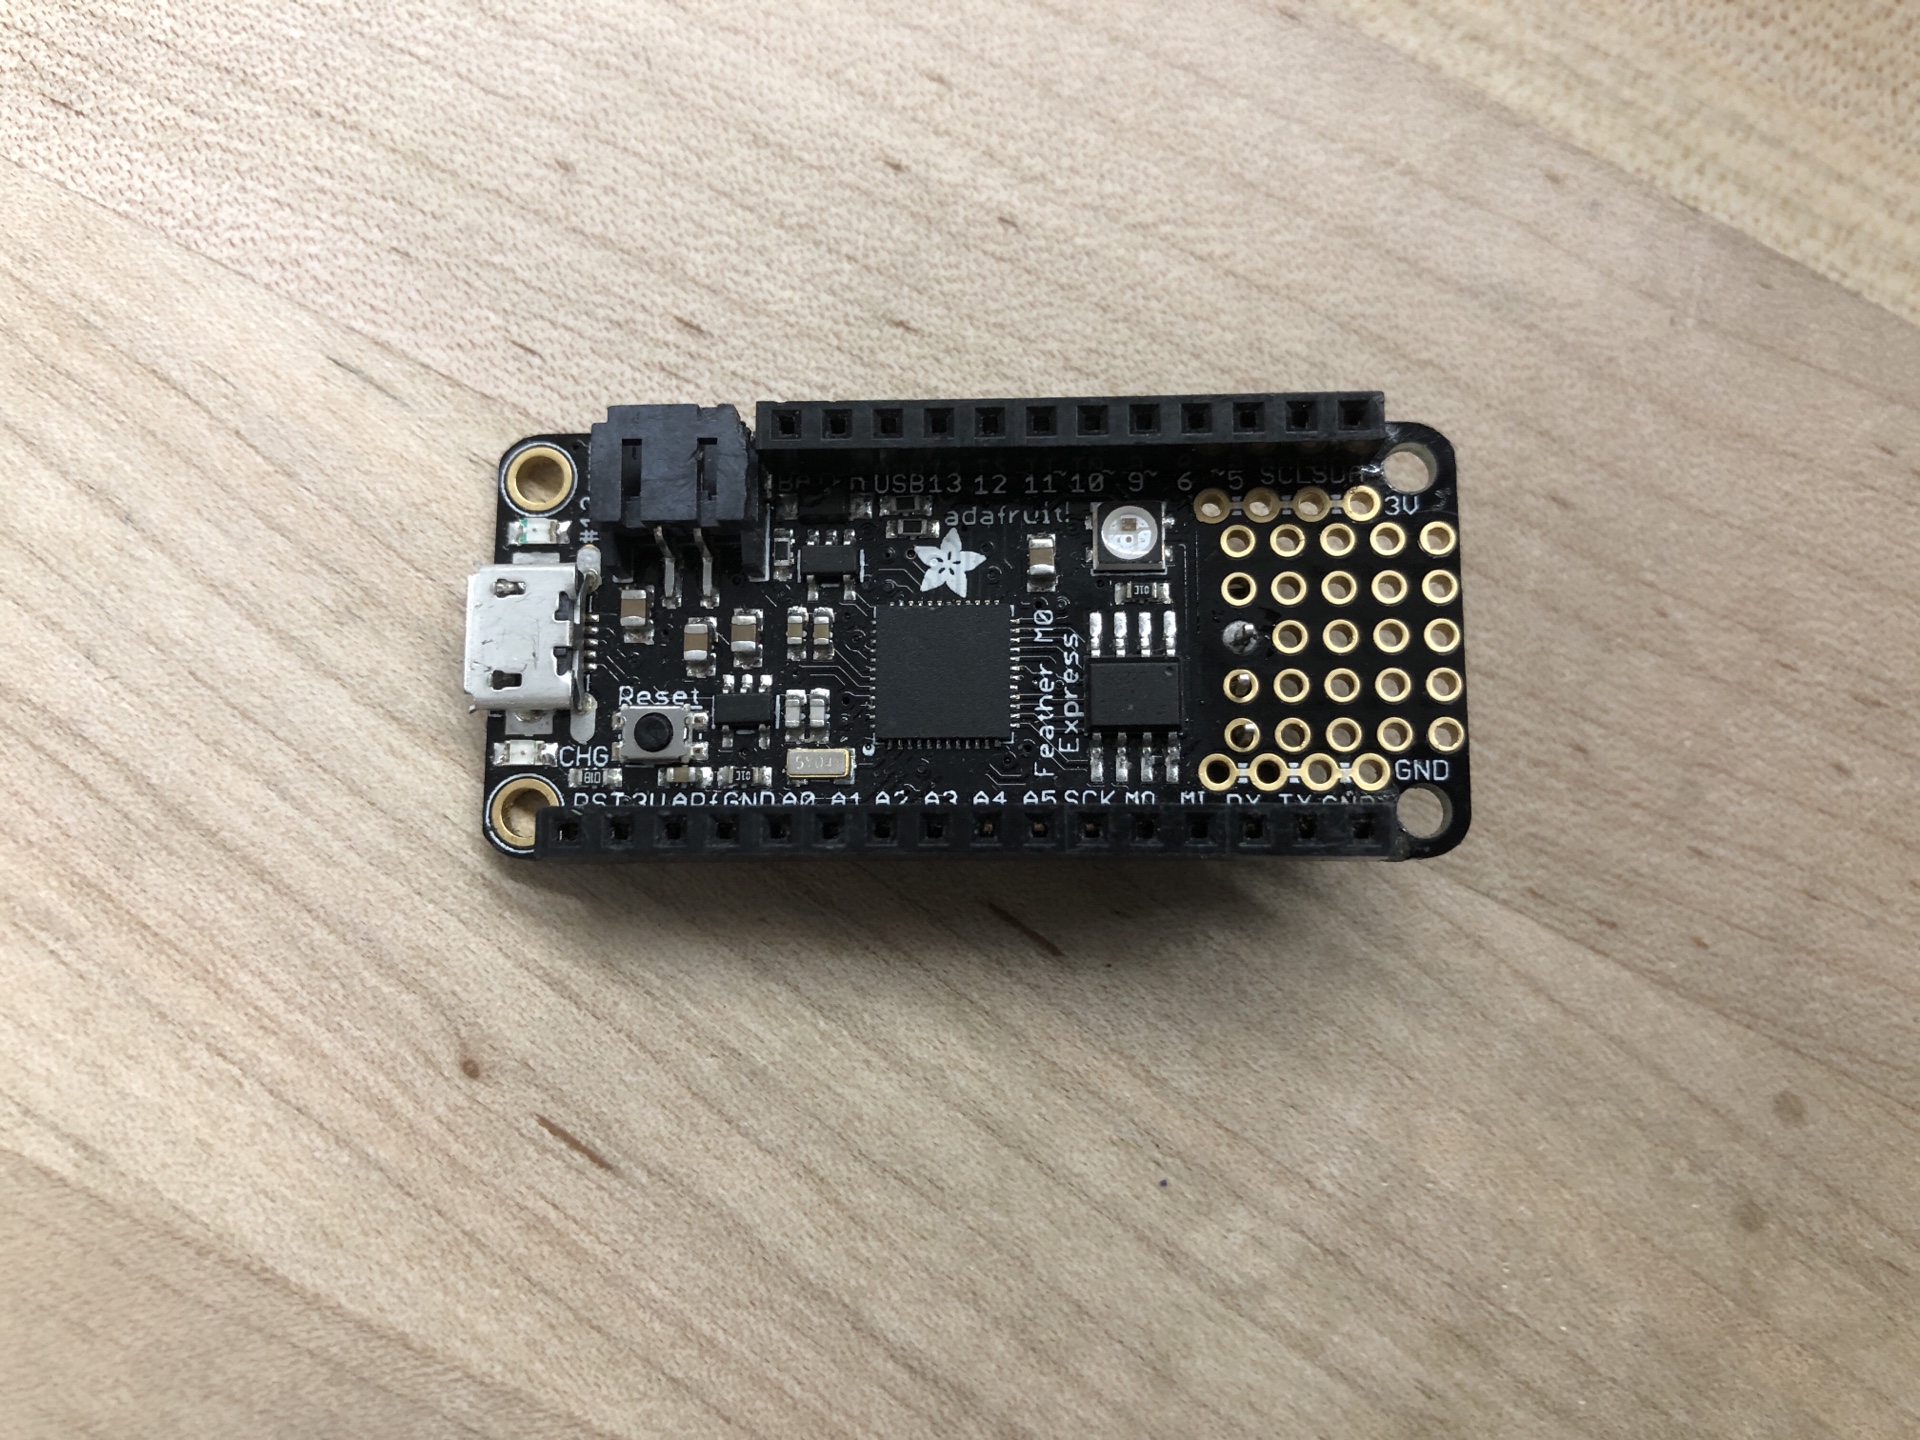 USB 13 12 11~ 10~ 9~ 6 ~5 SCL SDA
#13
adafruit!
3V
Feather M0
Express
Reset
CHG
GND
RST 3V GND A0 A1 A2 A3 A4 A5 SCK MO MI RX TX GND